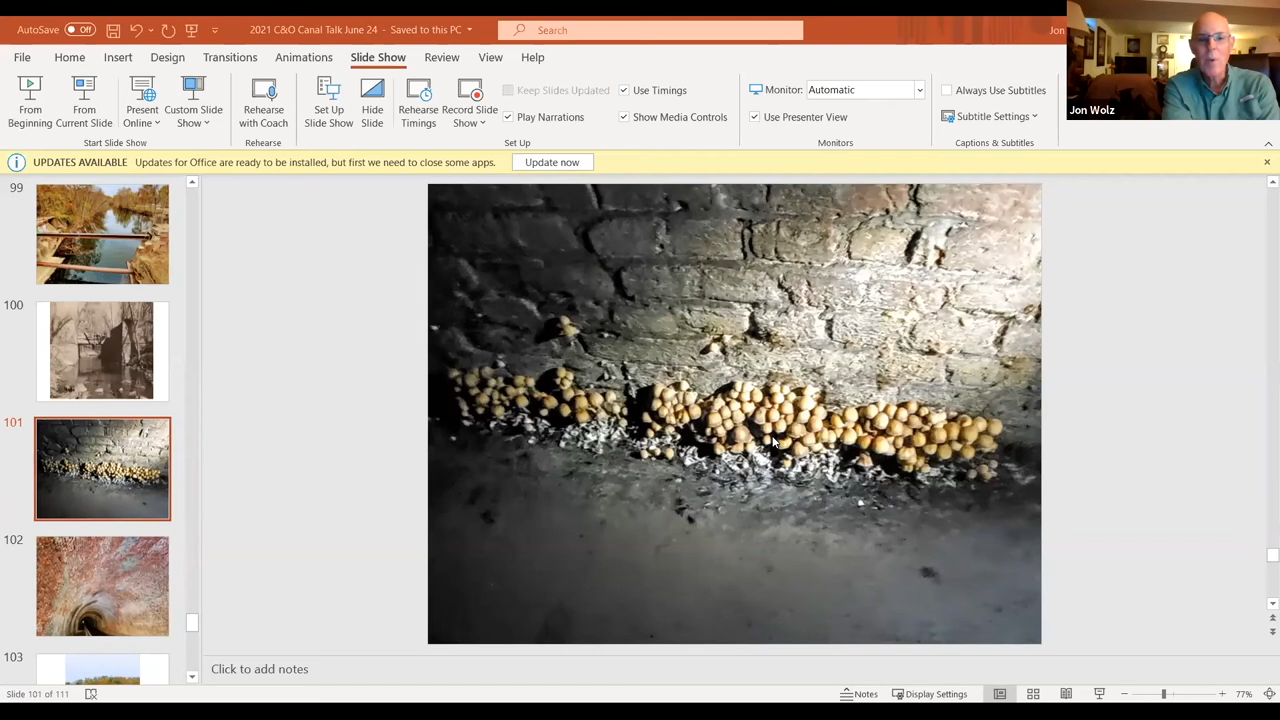 AutoSave Off 2021 C&O Canal Talk June 24 - Saved to this PC Search Jon
File Home Insert Design Transitions Animations Slide Show Review View Help
From Beginning
From Current Slide
Present Online
Custom Slide Show
Rehearse with Coach
Set Up Slide Show
Hide Slide
Rehearse Timings
Record Slide Show
Keep Slides Updated
Use Timings
Play Narrations
Show Media Controls
Monitor: Automatic
Use Presenter View
Always Use Subtitles
Subtitle Settings
Start Slide Show Rehearse Set Up Monitors Captions & Subtitles
Jon Wolz
UPDATES AVAILABLE Updates for Office are ready to be installed, but first we need to close some apps. Update now
99
100
101
102
103
Click to add notes
Slide 101 of 111 Notes Display Settings 77%